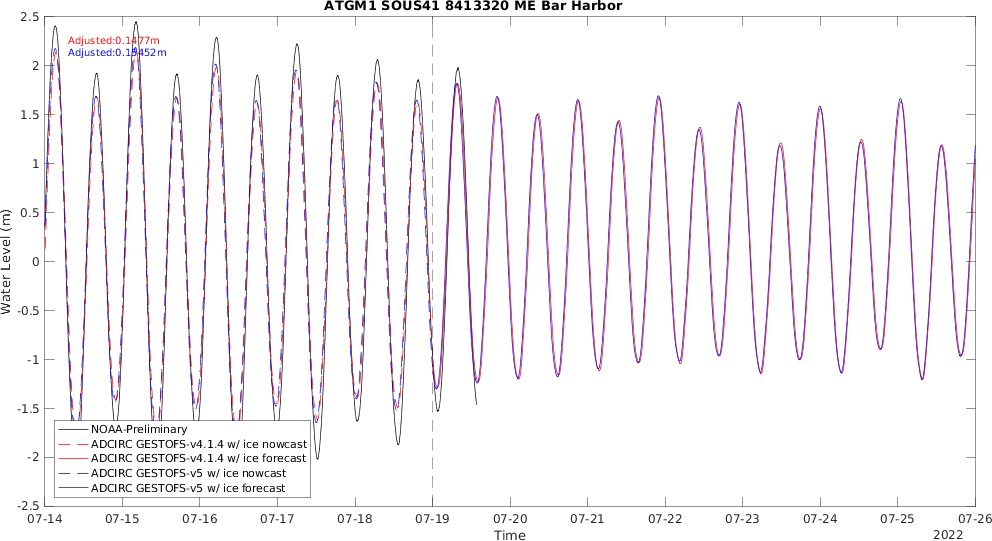 ATGM1 SOUS41 8413320 ME Bar Harbor
Adjusted:0.1477m
Adjusted:0.15452m
2.5
2
1.5
1
0.5
0
-0.5
-1
-1.5
-2
-2.5
Water Level (m)
NOAA-Preliminary
ADCIRC GESTOFS-v4.1.4 w/ ice nowcast
ADCIRC GESTOFS-v4.1.4 w/ ice forecast
ADCIRC GESTOFS-v5 w/ ice nowcast
ADCIRC GESTOFS-v5 w/ ice forecast
07-14 07-15 07-16 07-17 07-18 07-19 07-20 07-21 07-22 07-23 07-24 07-25 07-26
Time
2022